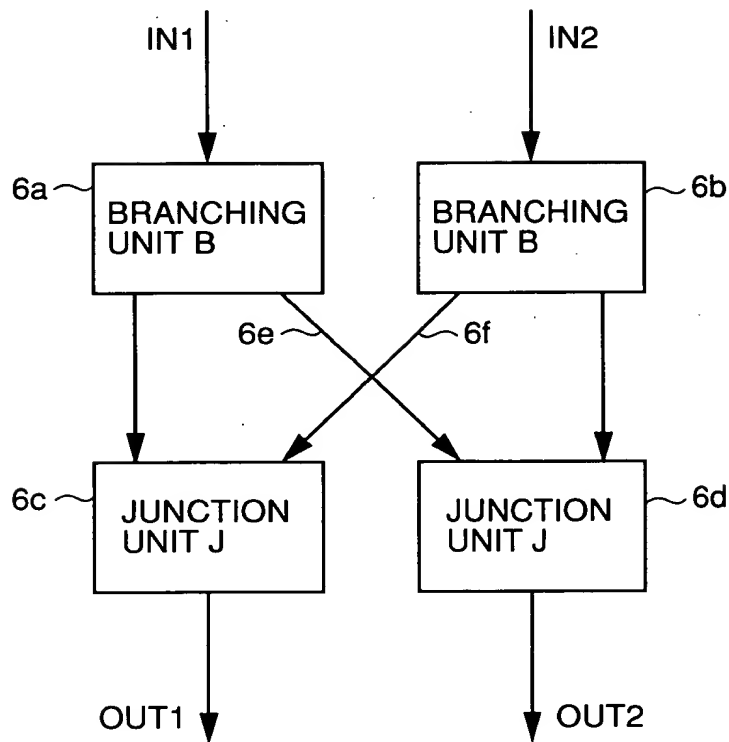 IN1
IN2
6a
BRANCHING
UNIT B
BRANCHING
UNIT B
6b
6e
6f
6c
JUNCTION
UNIT J
JUNCTION
UNIT J
6d
OUT1
OUT2